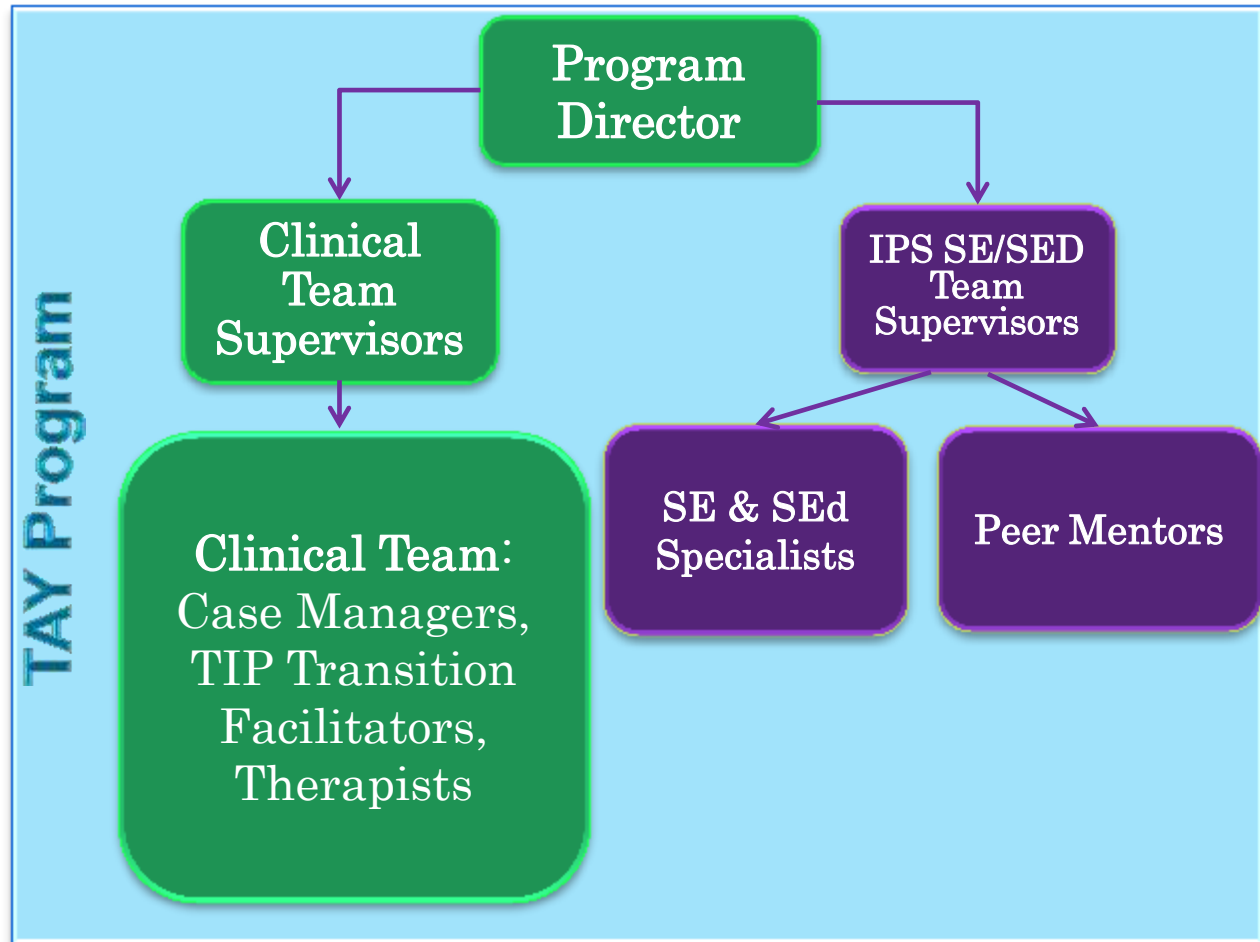 TAY Program
Program
Director
Clinical
Team
Supervisors
IPS SE/SED
Team
Supervisors
Clinical Team:
Case Managers,
TIP Transition
Facilitators,
Therapists
SE & SEd
Specialists
Peer Mentors